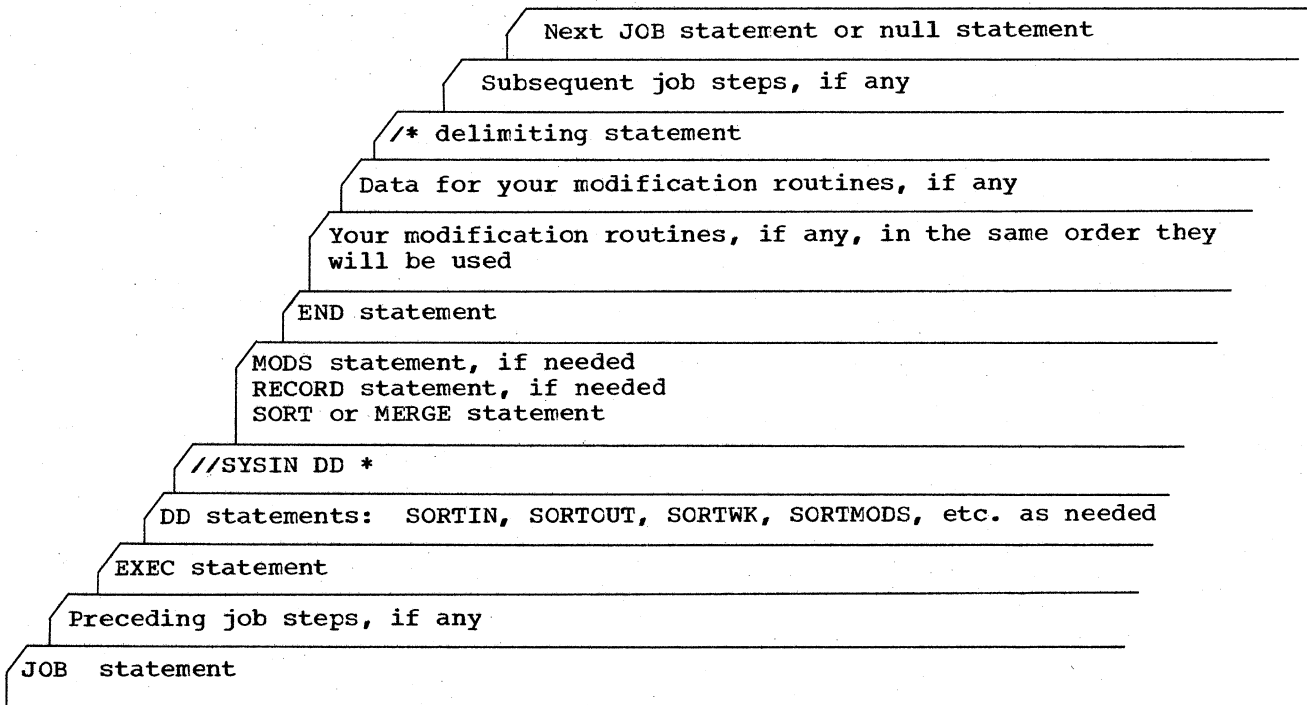 Next JOB statement or null statement
Subsequent job steps, if any
/* delimiting statement
Data for your modification routines, if any
Your modification routines, if any, in the same order they
will be used
END statement
MODS statement, if needed
RECORD statement, if needed
SORT or MERGE statement
//SYSIN DD *
DD statements: SORTIN, SORTOUT, SORTWK, SORTMODS, etc. as needed
EXEC statement
Preceding job steps, if any
JOB statement